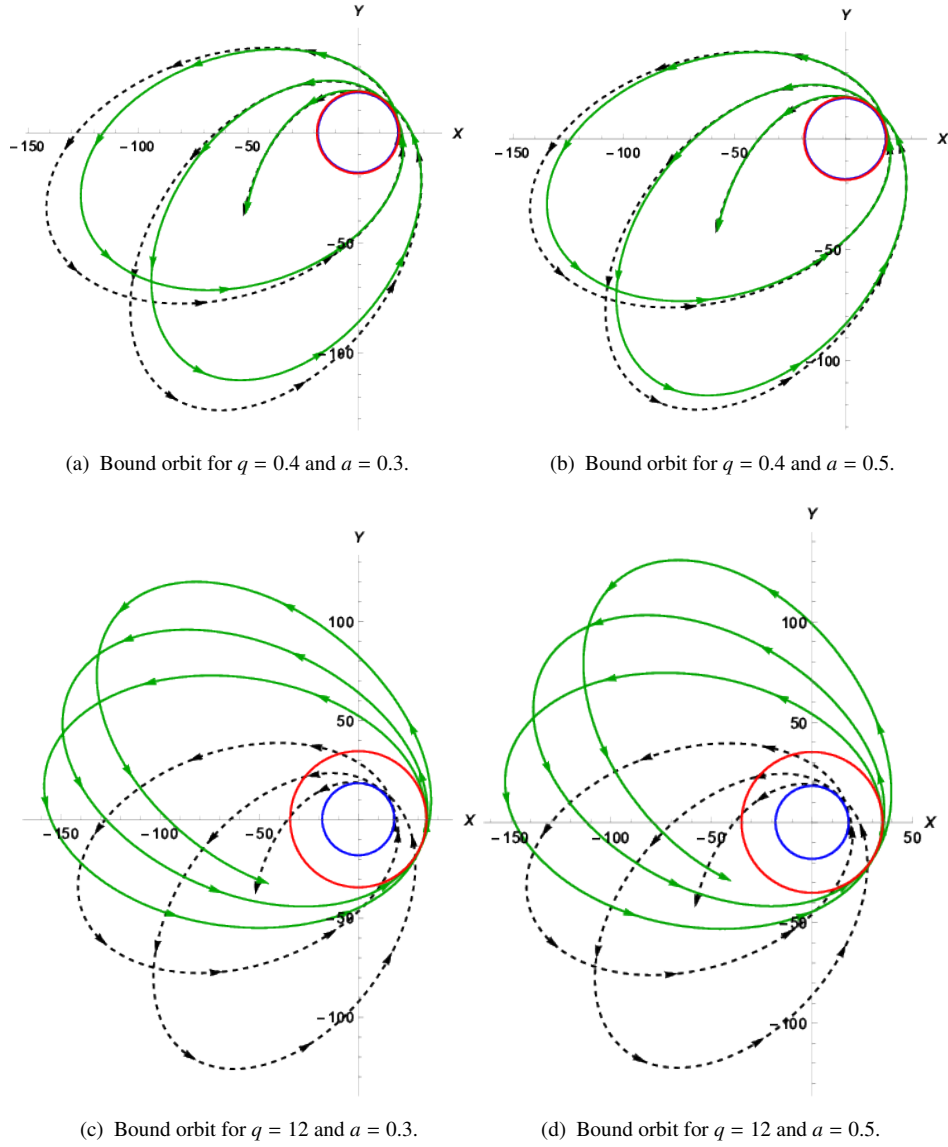 Y
Y
-150 -100 -50 X
-150 -100 -50 X
-50
-50
-100
-100
(a) Bound orbit for q = 0.4 and a = 0.3.
(b) Bound orbit for q = 0.4 and a = 0.5.
Y
Y
100
100
50
50
-150 -100 -50 X
-150 -100 -50 50 X
-50
-50
-100
-100
(c) Bound orbit for q = 12 and a = 0.3.
(d) Bound orbit for q = 12 and a = 0.5.